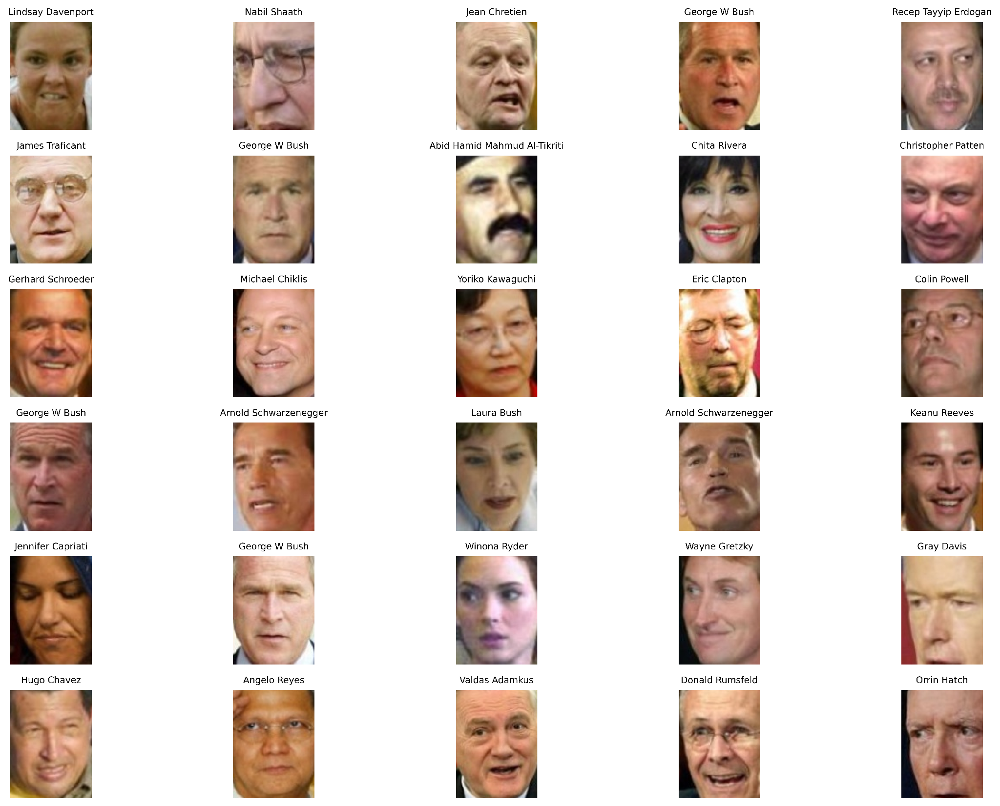 Lindsay Davenport
Nabil Shaath
Jean Chretien
George W Bush
Recep Tayyip Erdogan
James Traficant
George W Bush
Abid Hamid Mahmud Al-Tikriti
Chita Rivera
Christopher Patten
Gerhard Schroeder
Michael Chiklis
Yoriko Kawaguchi
Eric Clapton
Colin Powell
George W Bush
Arnold Schwarzenegger
Laura Bush
Arnold Schwarzenegger
Keanu Reeves
Jennifer Capriati
George W Bush
Winona Ryder
Wayne Gretzky
Gray Davis
Hugo Chavez
Angelo Reyes
Valdas Adamkus
Donald Rumsfeld
Orrin Hatch